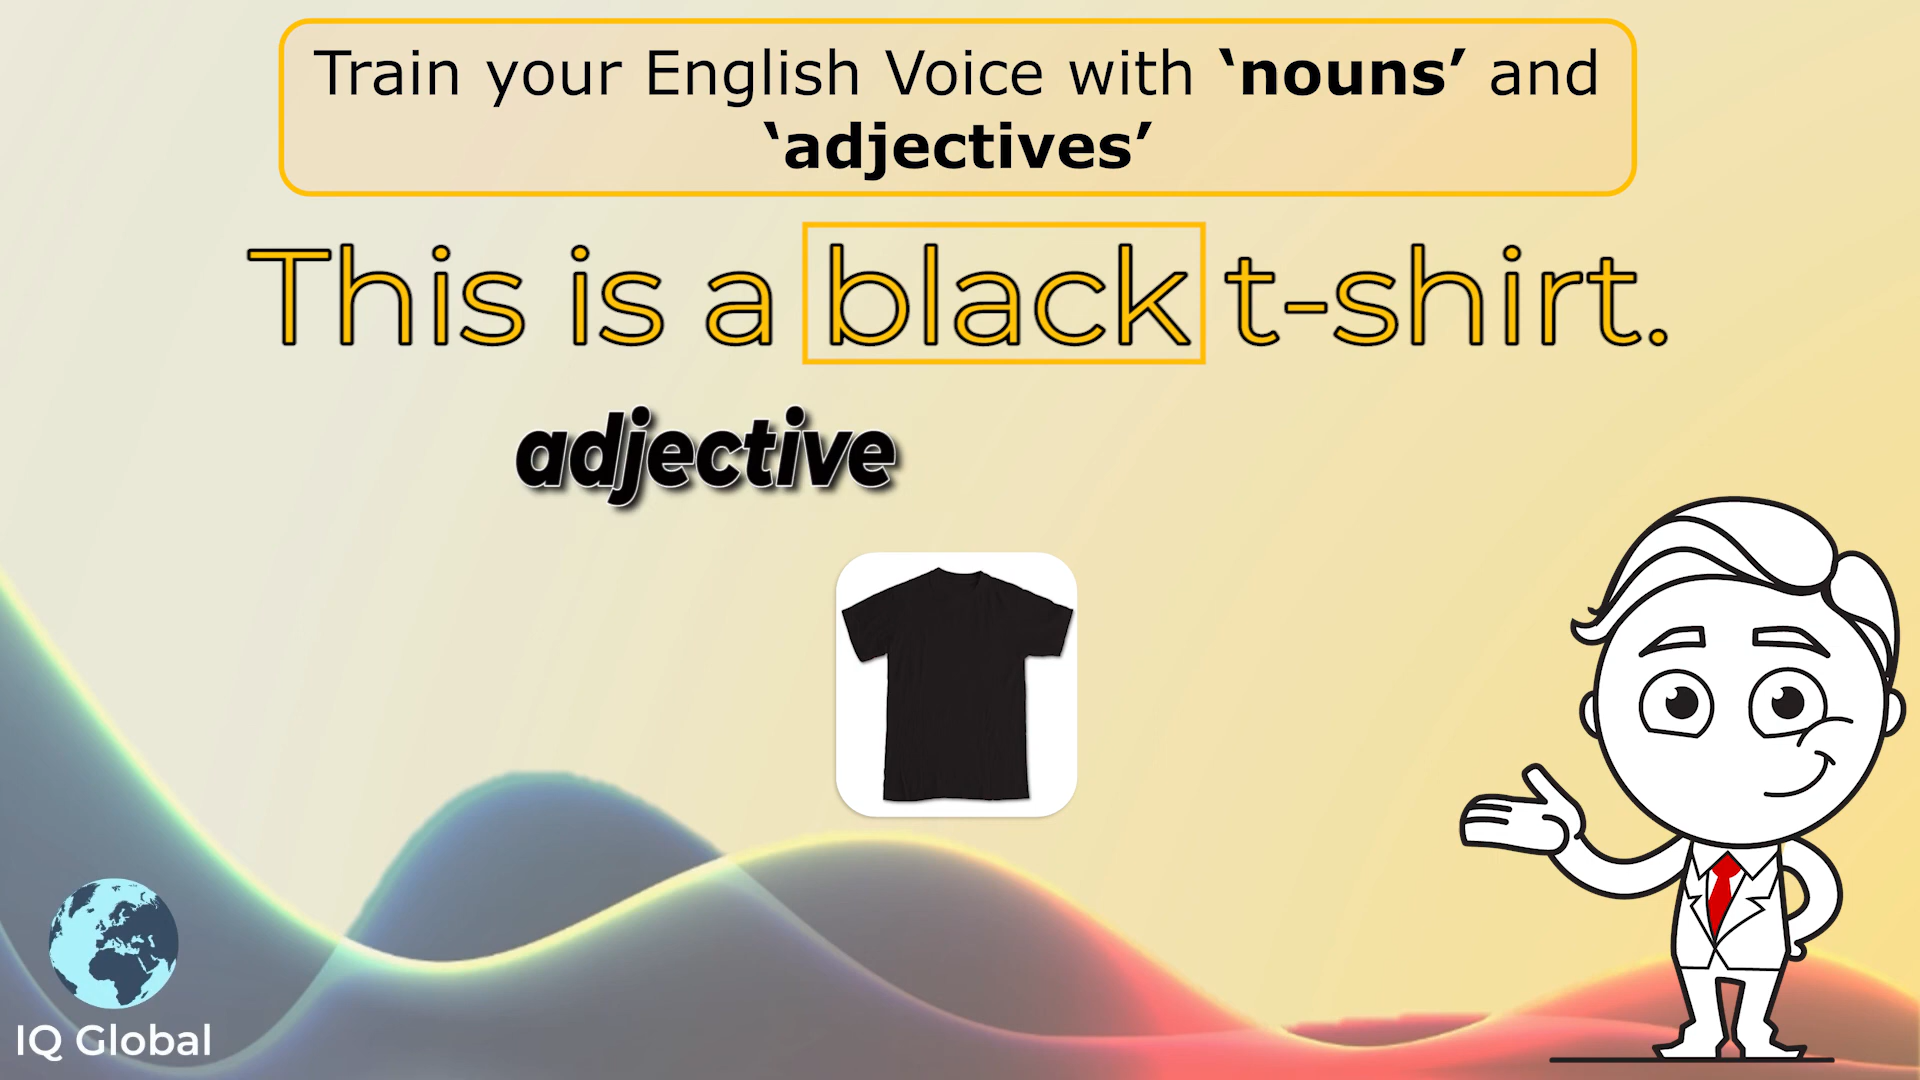 Train your English Voice with ‘nouns’ and
‘adjectives’
This is a black t-shirt.
adjective
IQ Global